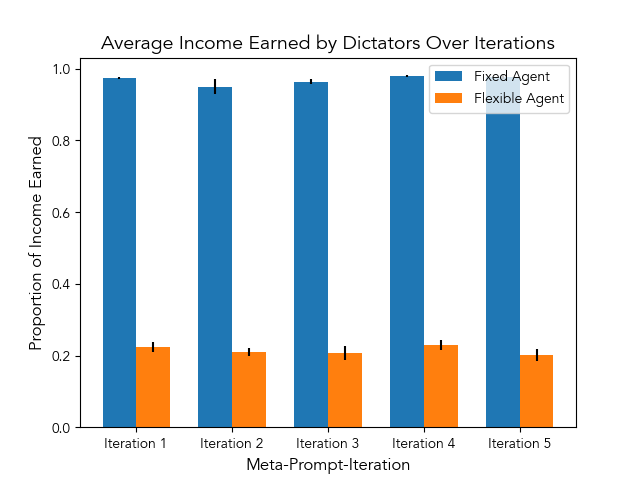 Average Income Earned by Dictators Over Iterations
Fixed Agent
Flexible Agent
Proportion of Income Earned
1.0
0.8
0.6
0.4
0.2
0.0
Iteration 1
Iteration 2
Iteration 3
Iteration 4
Iteration 5
Meta-Prompt-Iteration